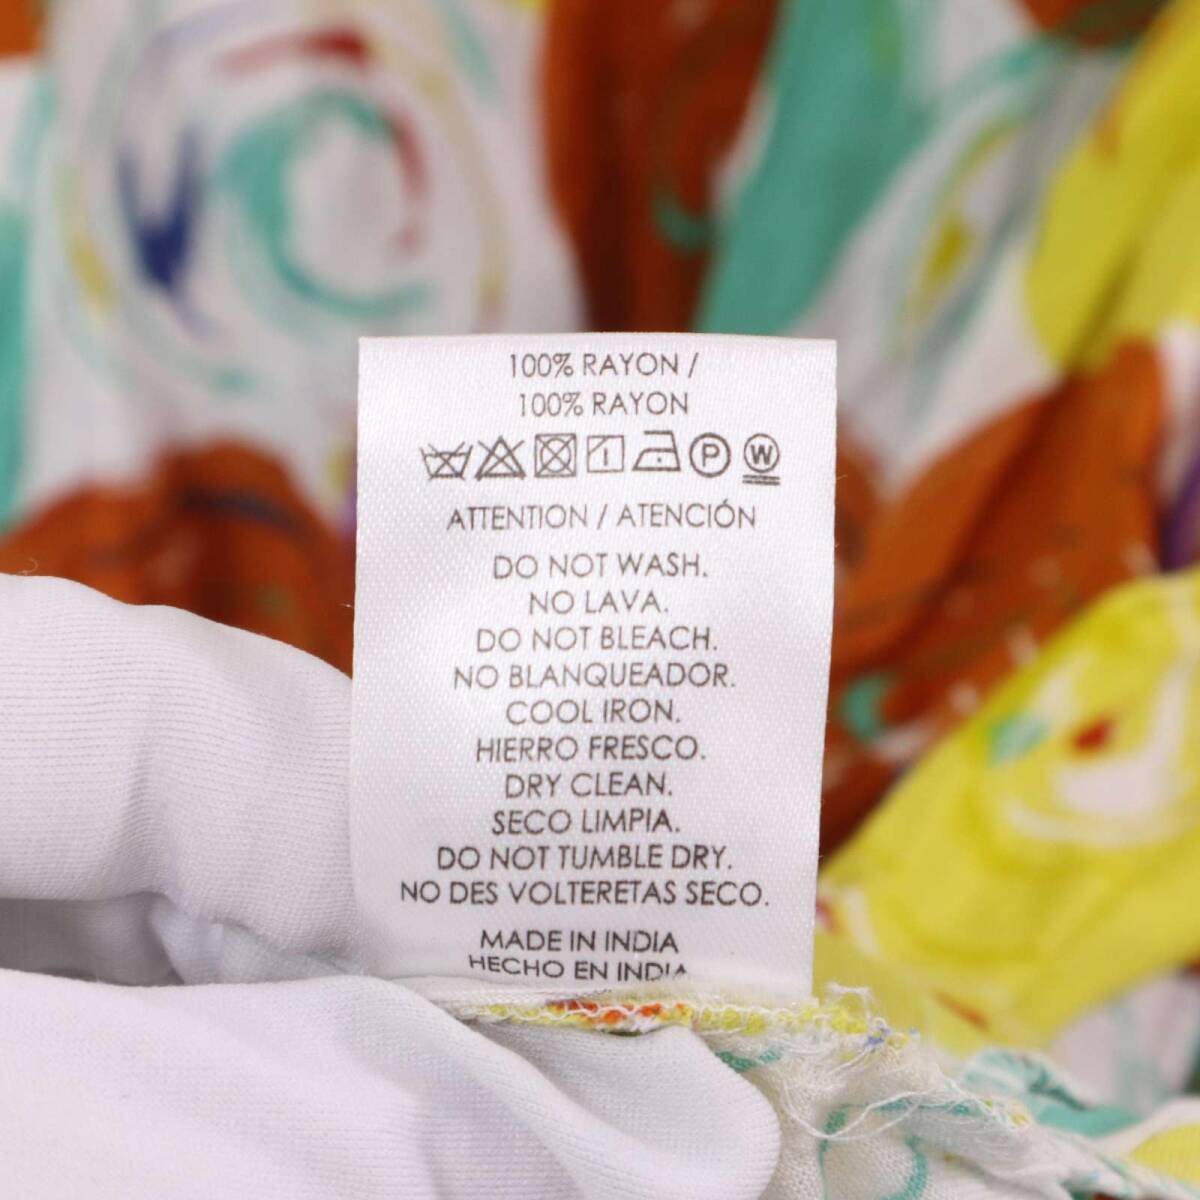 100% RAYON /
100% RAYON
P W
ATTENTION / ATENCIÓN
DO NOT WASH.
NO LAVA.
DO NOT BLEACH.
NO BLANQUEADOR.
COOL IRON.
HIERRO FRESCO.
DRY CLEAN.
SECO LIMPIA.
DO NOT TUMBLE DRY.
NO DES VOLTERETAS SECO.
MADE IN INDIA
HECHO EN INDIA